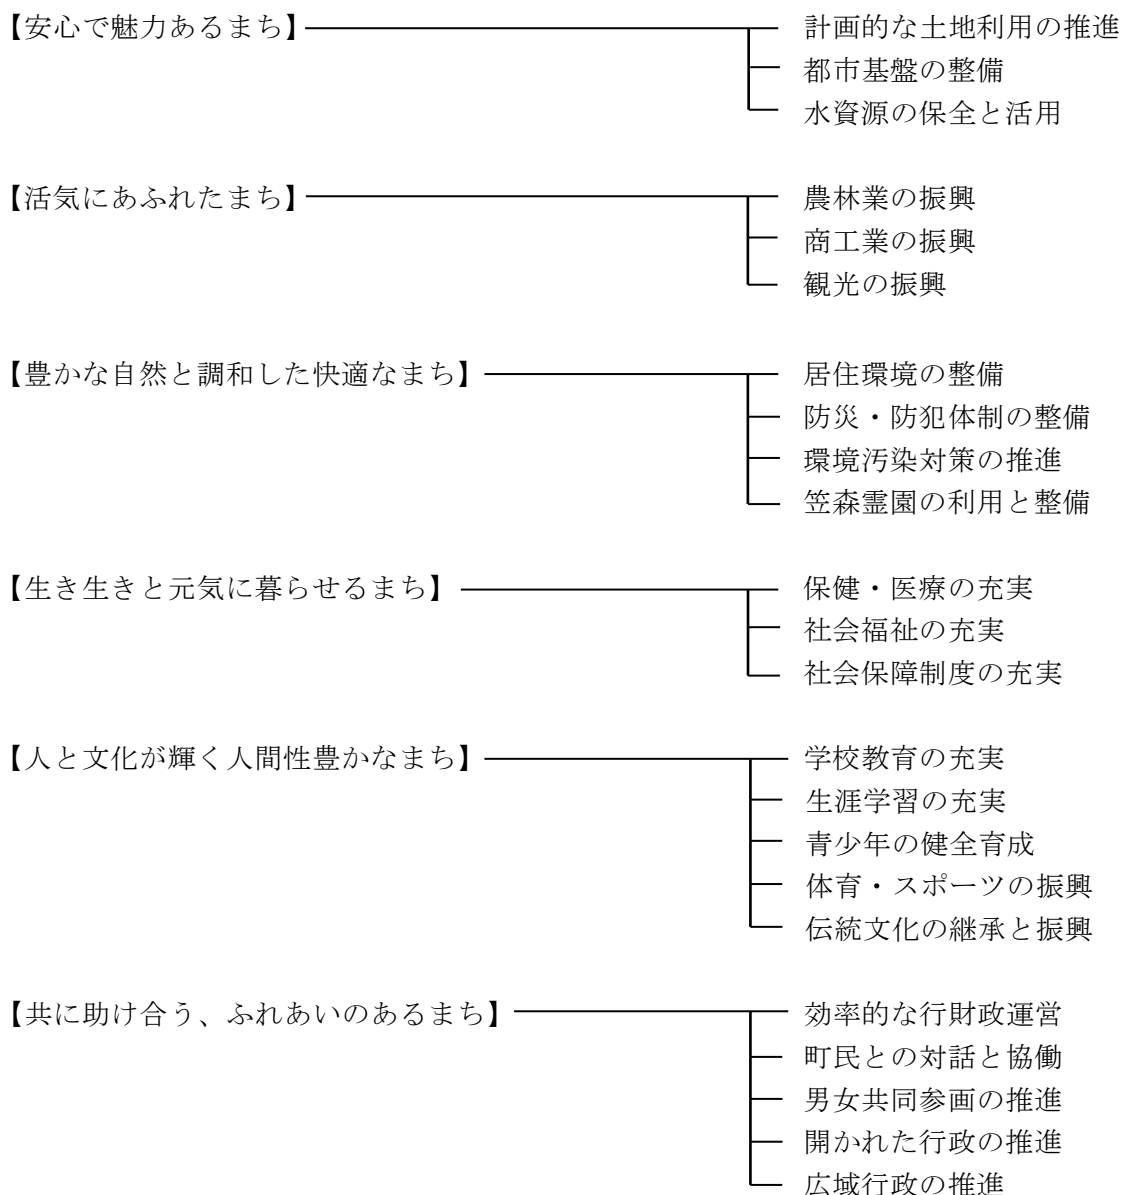 【安心で魅力あるまち】 計画的な土地利用の推進
都市基盤の整備
水資源の保全と活用
【活気にあふれたまち】 農林業の振興
商工業の振興
観光の振興
【豊かな自然と調和した快適なまち】 居住環境の整備
防災・防犯体制の整備
環境汚染対策の推進
笠森霊園の利用と整備
【生き生きと元気に暮らせるまち】 保健・医療の充実
社会福祉の充実
社会保障制度の充実
【人と文化が輝く人間性豊かなまち】 学校教育の充実
生涯学習の充実
青少年の健全育成
体育・スポーツの振興
伝統文化の継承と振興
【共に助け合う、ふれあいのあるまち】 効率的な行財政運営
町民との対話と協働
男女共同参画の推進
開かれた行政の推進
広域行政の推進